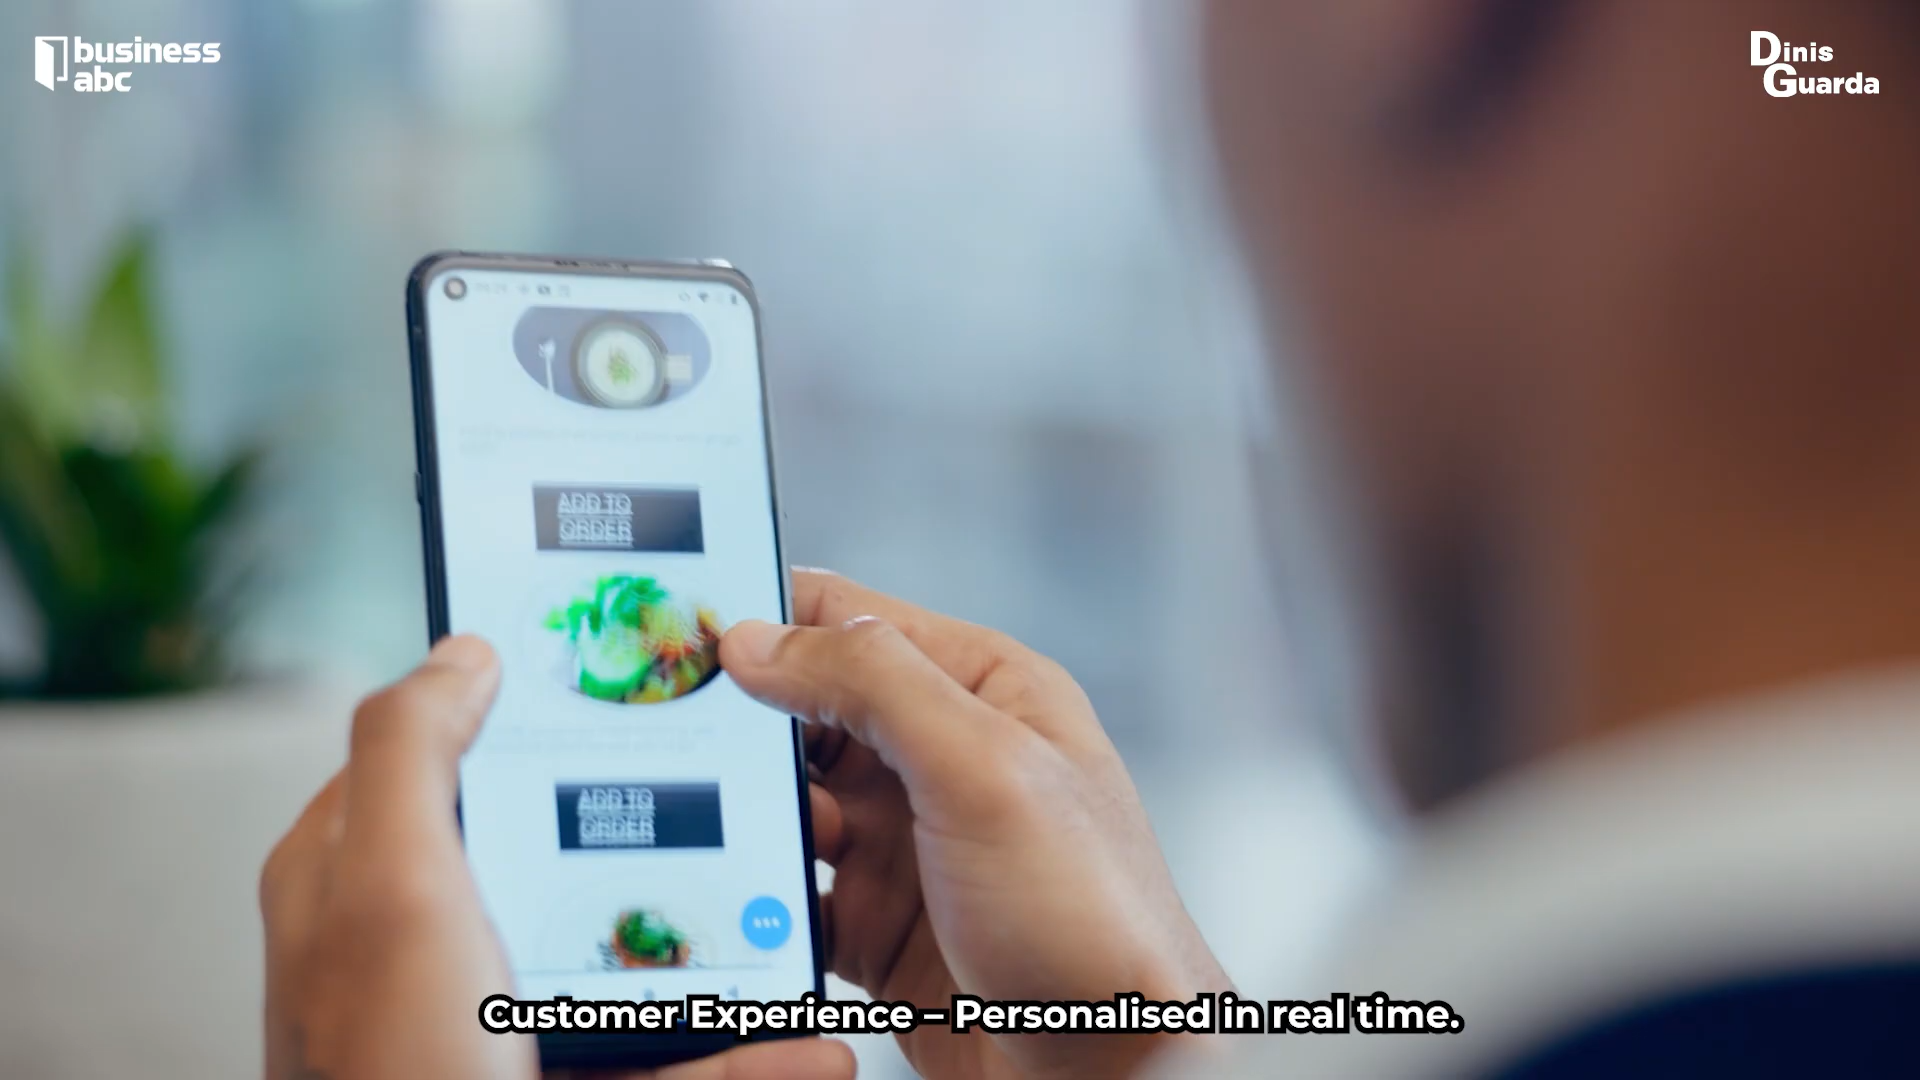 business
abc
Dinis
Guarda
ADD TO
ORDER
ADD TO
ORDER
Customer Experience – Personalised in real time.